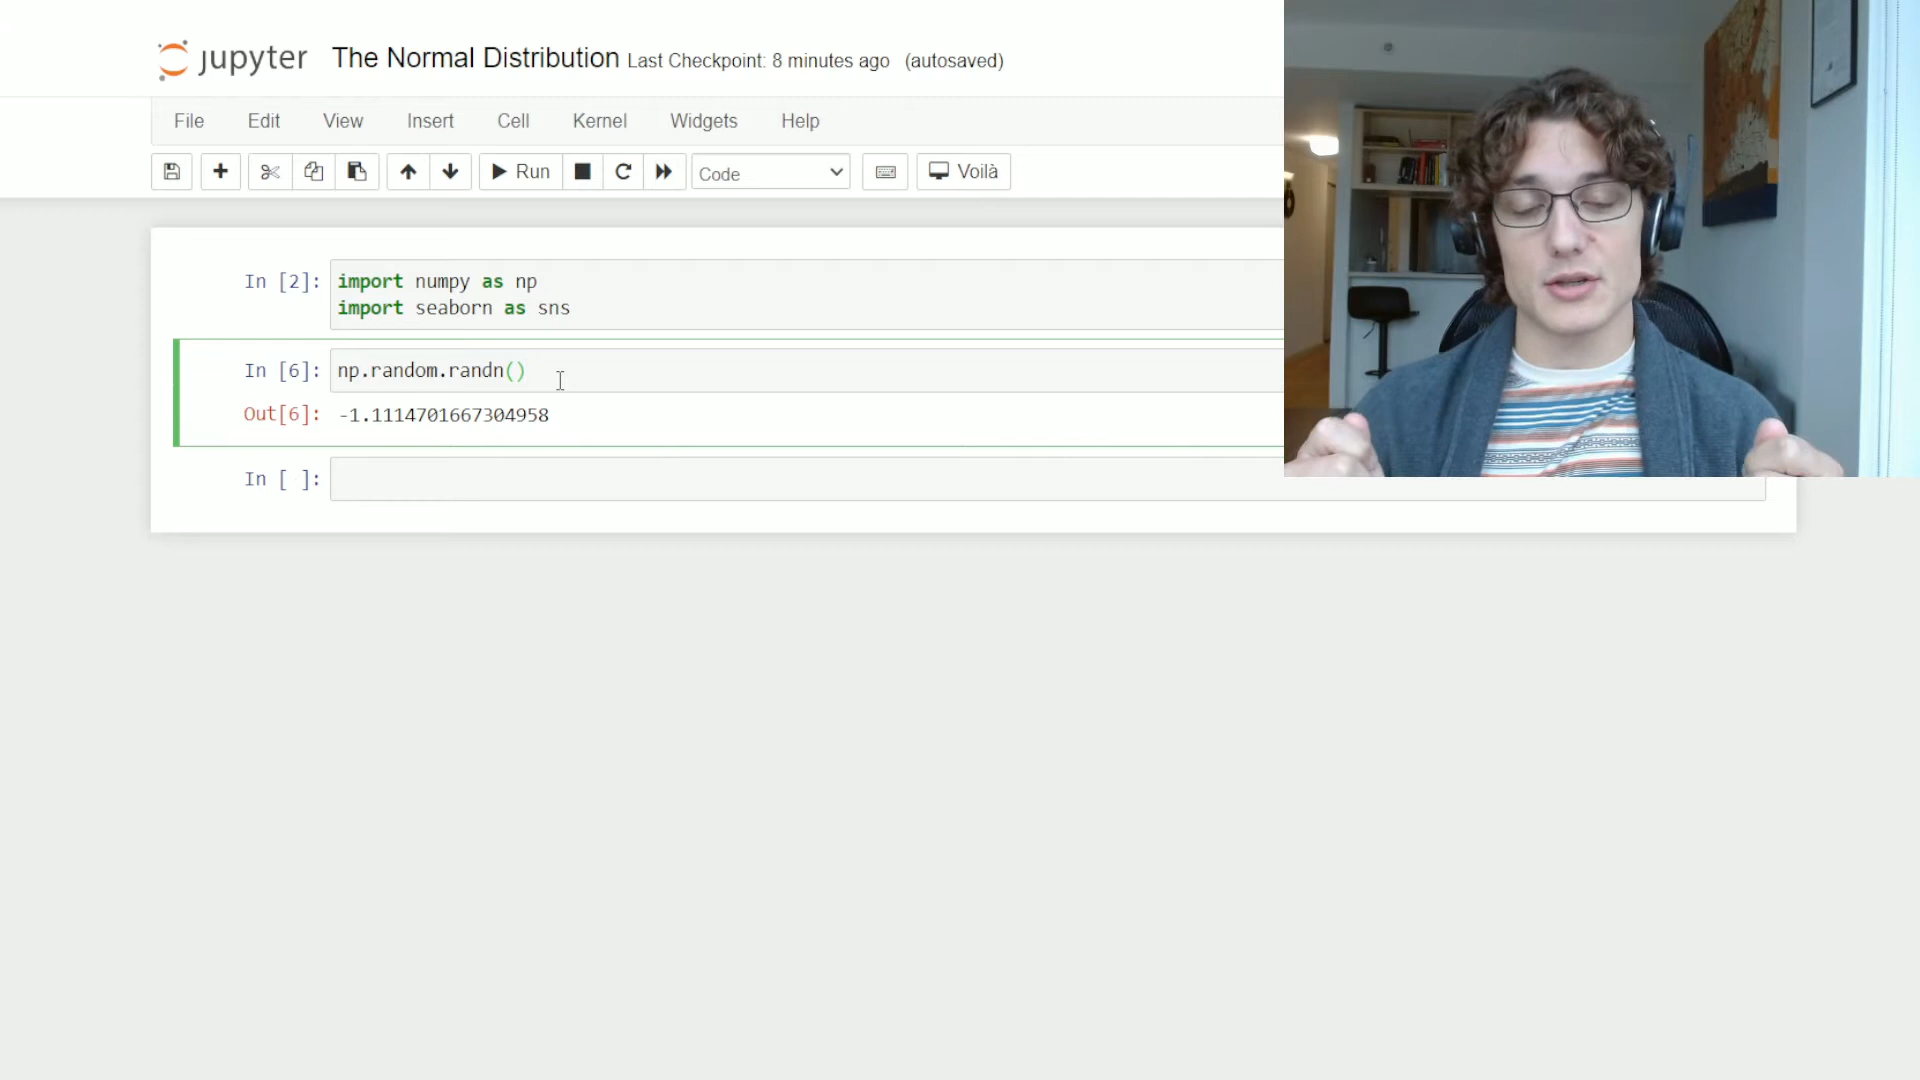 jupyter The Normal Distribution Last Checkpoint: 8 minutes ago (autosaved)
File Edit View Insert Cell Kernel Widgets Help
Run Code Voilà
In [2]: import numpy as np
import seaborn as sns
In [6]: np.random.randn()
Out[6]: -1.1114701667304958
In [ ]: